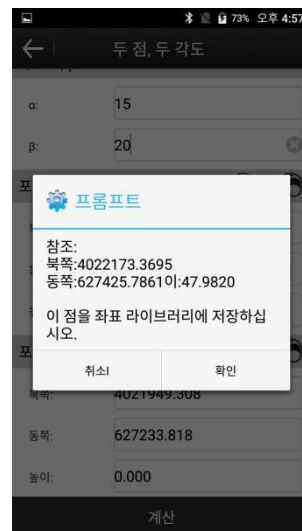 73% 오후 4:57
두 점, 두 각도
α: 15
β: 20
프롬프트
참조:
북쪽:4022173.3695
동쪽:627425.7861이:47.9820
이 점을 좌표 라이브러리에 저장하십
시오.
취소I 확인
북쪽: 4021949.308
동쪽: 627233.818
높이: 0.000
계산